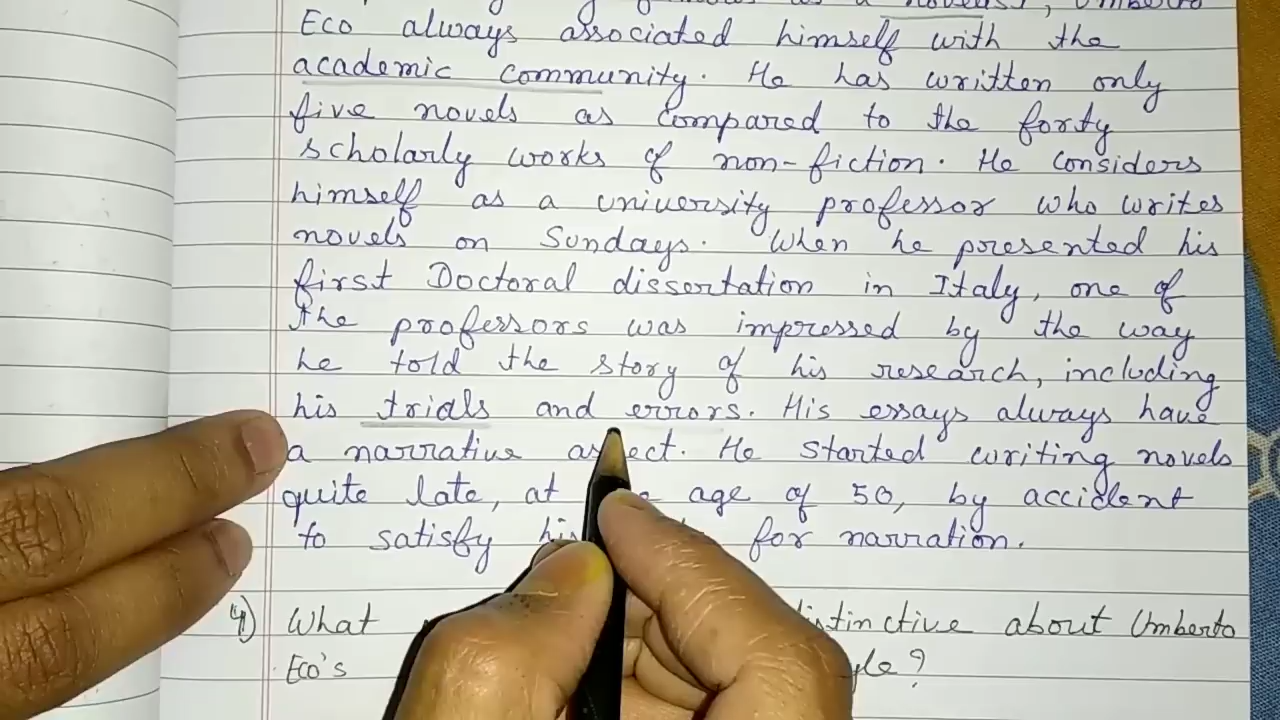 a novelist, Umberto
Eco always associated himself with the
academic community. He has written only
five novels as compared to the forty
scholarly works of non-fiction. He considers
himself as a university professor who writes
novels on Sundays. When he presented his
first Doctoral dissertation in Italy, one of
the professors was impressed by the way
he told the story of his research, including
his trials and errors. His essays always have
a narrative aspect. He started writing novels
quite late, at age of 50, by accident
to satisfy his for narration.
4) What distinctive about Umberto
Eco's